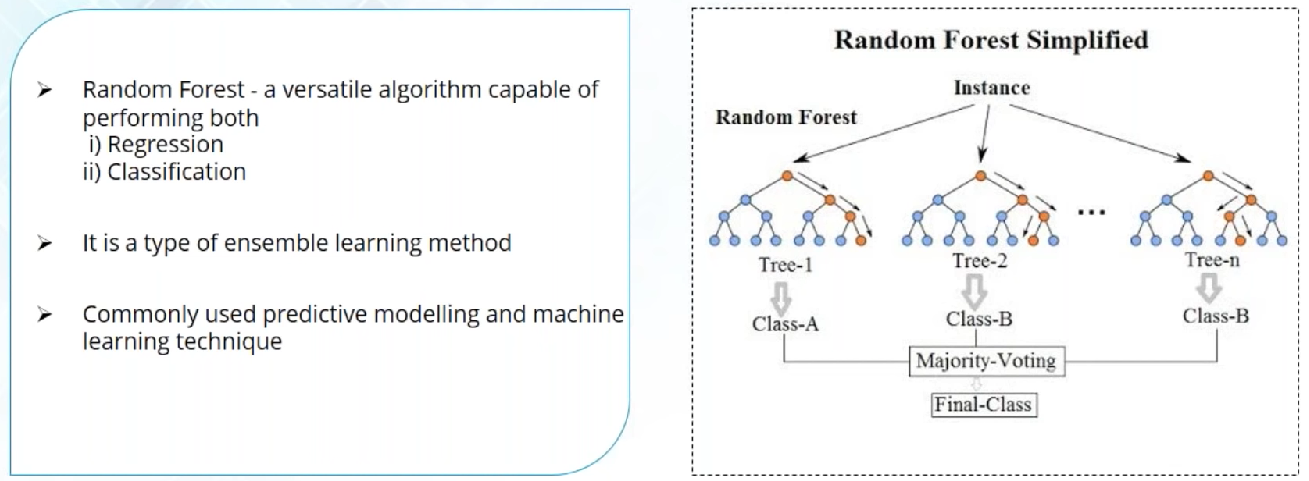 ➤ Random Forest - a versatile algorithm capable of
performing both
i) Regression
ii) Classification
➤ It is a type of ensemble learning method
➤ Commonly used predictive modelling and machine
learning technique
Random Forest Simplified
Instance
Random Forest
...
Tree-1
Tree-2
Tree-n
Class-A
Class-B
Class-B
Majority-Voting
Final-Class